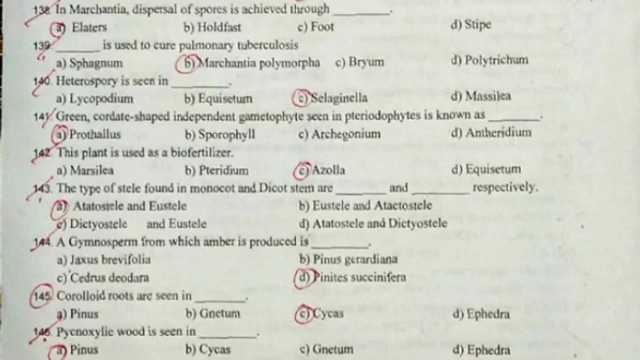 138. In Marchantia, dispersal of spores is achieved through ________.
a) Elaters b) Holdfast c) Foot d) Stipe
139. ______ is used to cure pulmonary tuberculosis
a) Sphagnum b) Marchantia polymorpha c) Bryum d) Polytrichum
140. Heterospory is seen in ________.
a) Lycopodium b) Equisetum c) Selaginella d) Massilea
141. Green, cordate-shaped independent gametophyte seen in pteriodophytes is known as _______.
a) Prothallus b) Sporophyll c) Archegonium d) Antheridium
142. This plant is used as a biofertilizer.
a) Marsilea b) Pteridium c) Azolla d) Equisetum
143. The type of stele found in monocot and Dicot stem are _______ and ________ respectively.
a) Atatostele and Eustele b) Eustele and Atactostele
c) Dictyostele and Eustele d) Atatostele and Dictyostele
144. A Gymnosperm from which amber is produced is ________.
a) Jaxus brevifolia b) Pinus gerardiana
c) Cedrus deodara d) Pinites succinifera
145. Corolloid roots are seen in _______.
a) Pinus b) Gnetum c) Cycas d) Ephedra
146. Pycnoxylic wood is seen in ________.
a) Pinus b) Cycas c) Gnetum d) Ephedra